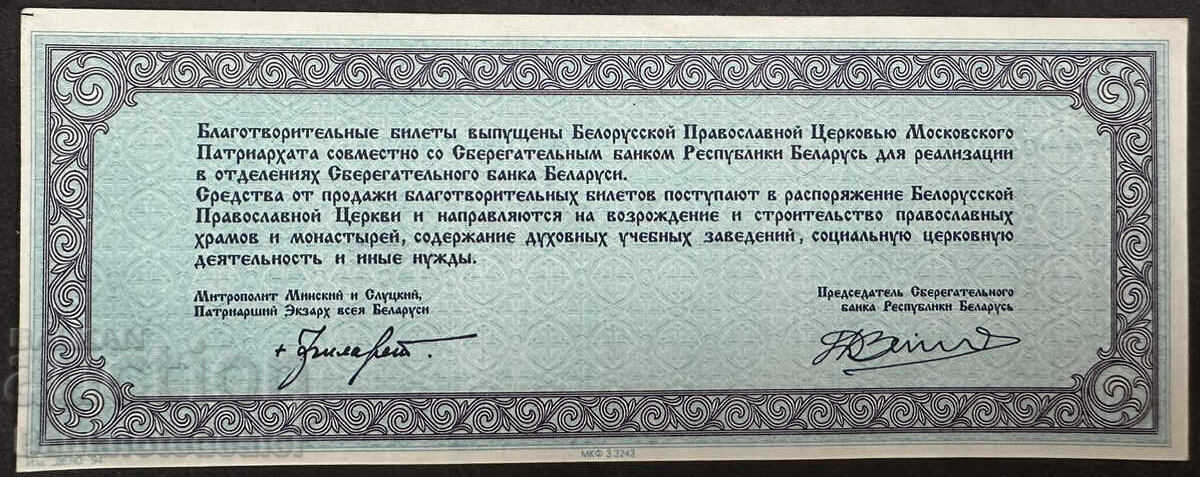 Благотворительные билеты выпущены Белорусской Православной Церковью Московского
Патриархата совместно со Сберегательным банком Республики Беларусь для реализации
в отделениях Сберегательного банка Беларуси.
Средства от продажи благотворительных билетов поступают в распоряжение Белорусской
Православной Церкви и направляются на возрождение и строительство православных
храмов и монастырей, содержание духовных учебных заведений, социальную церковную
деятельность и иные нужды.
Митрополит Минский и Слуцкий,
Патриарший Экзарх всея Беларуси
Председатель Сберегательного
банка Республики Беларусь
+ Филарет.
МКФ 3.3243